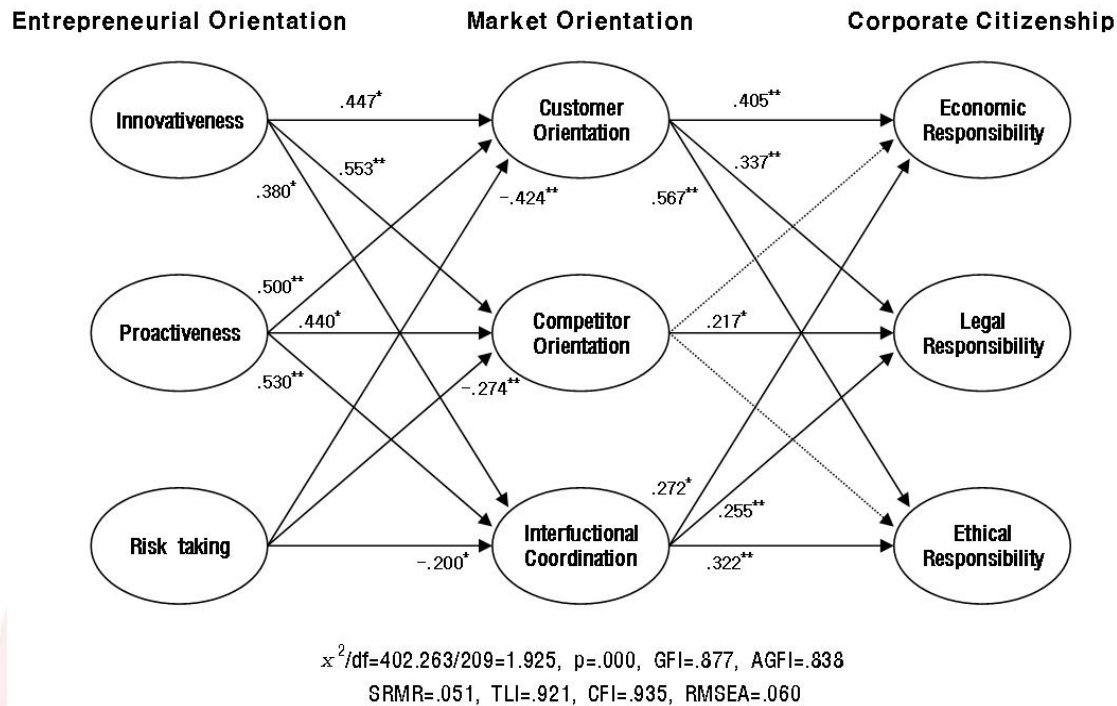 Entrepreneurial Orientation Market Orientation Corporate Citizenship
Innovativeness
Customer
Orientation
Economic
Responsibility
.447*
.405**
.553**
.337**
.380*
-.424**
.567**
Proactiveness
Competitor
Orientation
Legal
Responsibility
.500**
.440*
.217*
.530**
-.274**
Risk taking
Interfuctional
Coordination
Ethical
Responsibility
.272*
.255**
-.200*
.322**
x²/df=402.263/209=1.925, p=.000, GFI=.877, AGFI=.838
SRMR=.051, TLI=.921, CFI=.935, RMSEA=.060